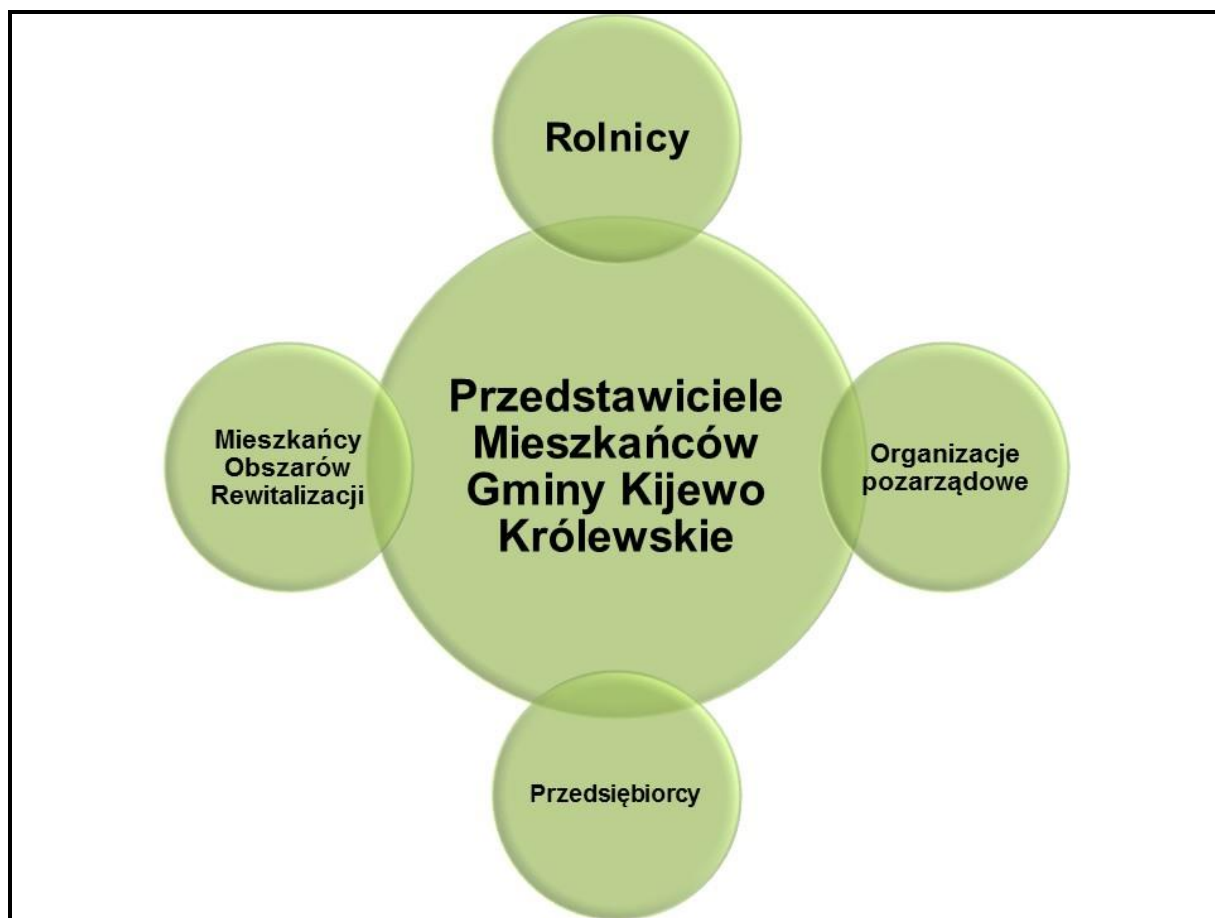 Rolnicy
Przedstawiciele
Mieszkańców
Gminy Kijewo
Królewskie
Mieszkańcy
Obszarów
Rewitalizacji
Organizacje
pozarządowe
Przedsiębiorcy